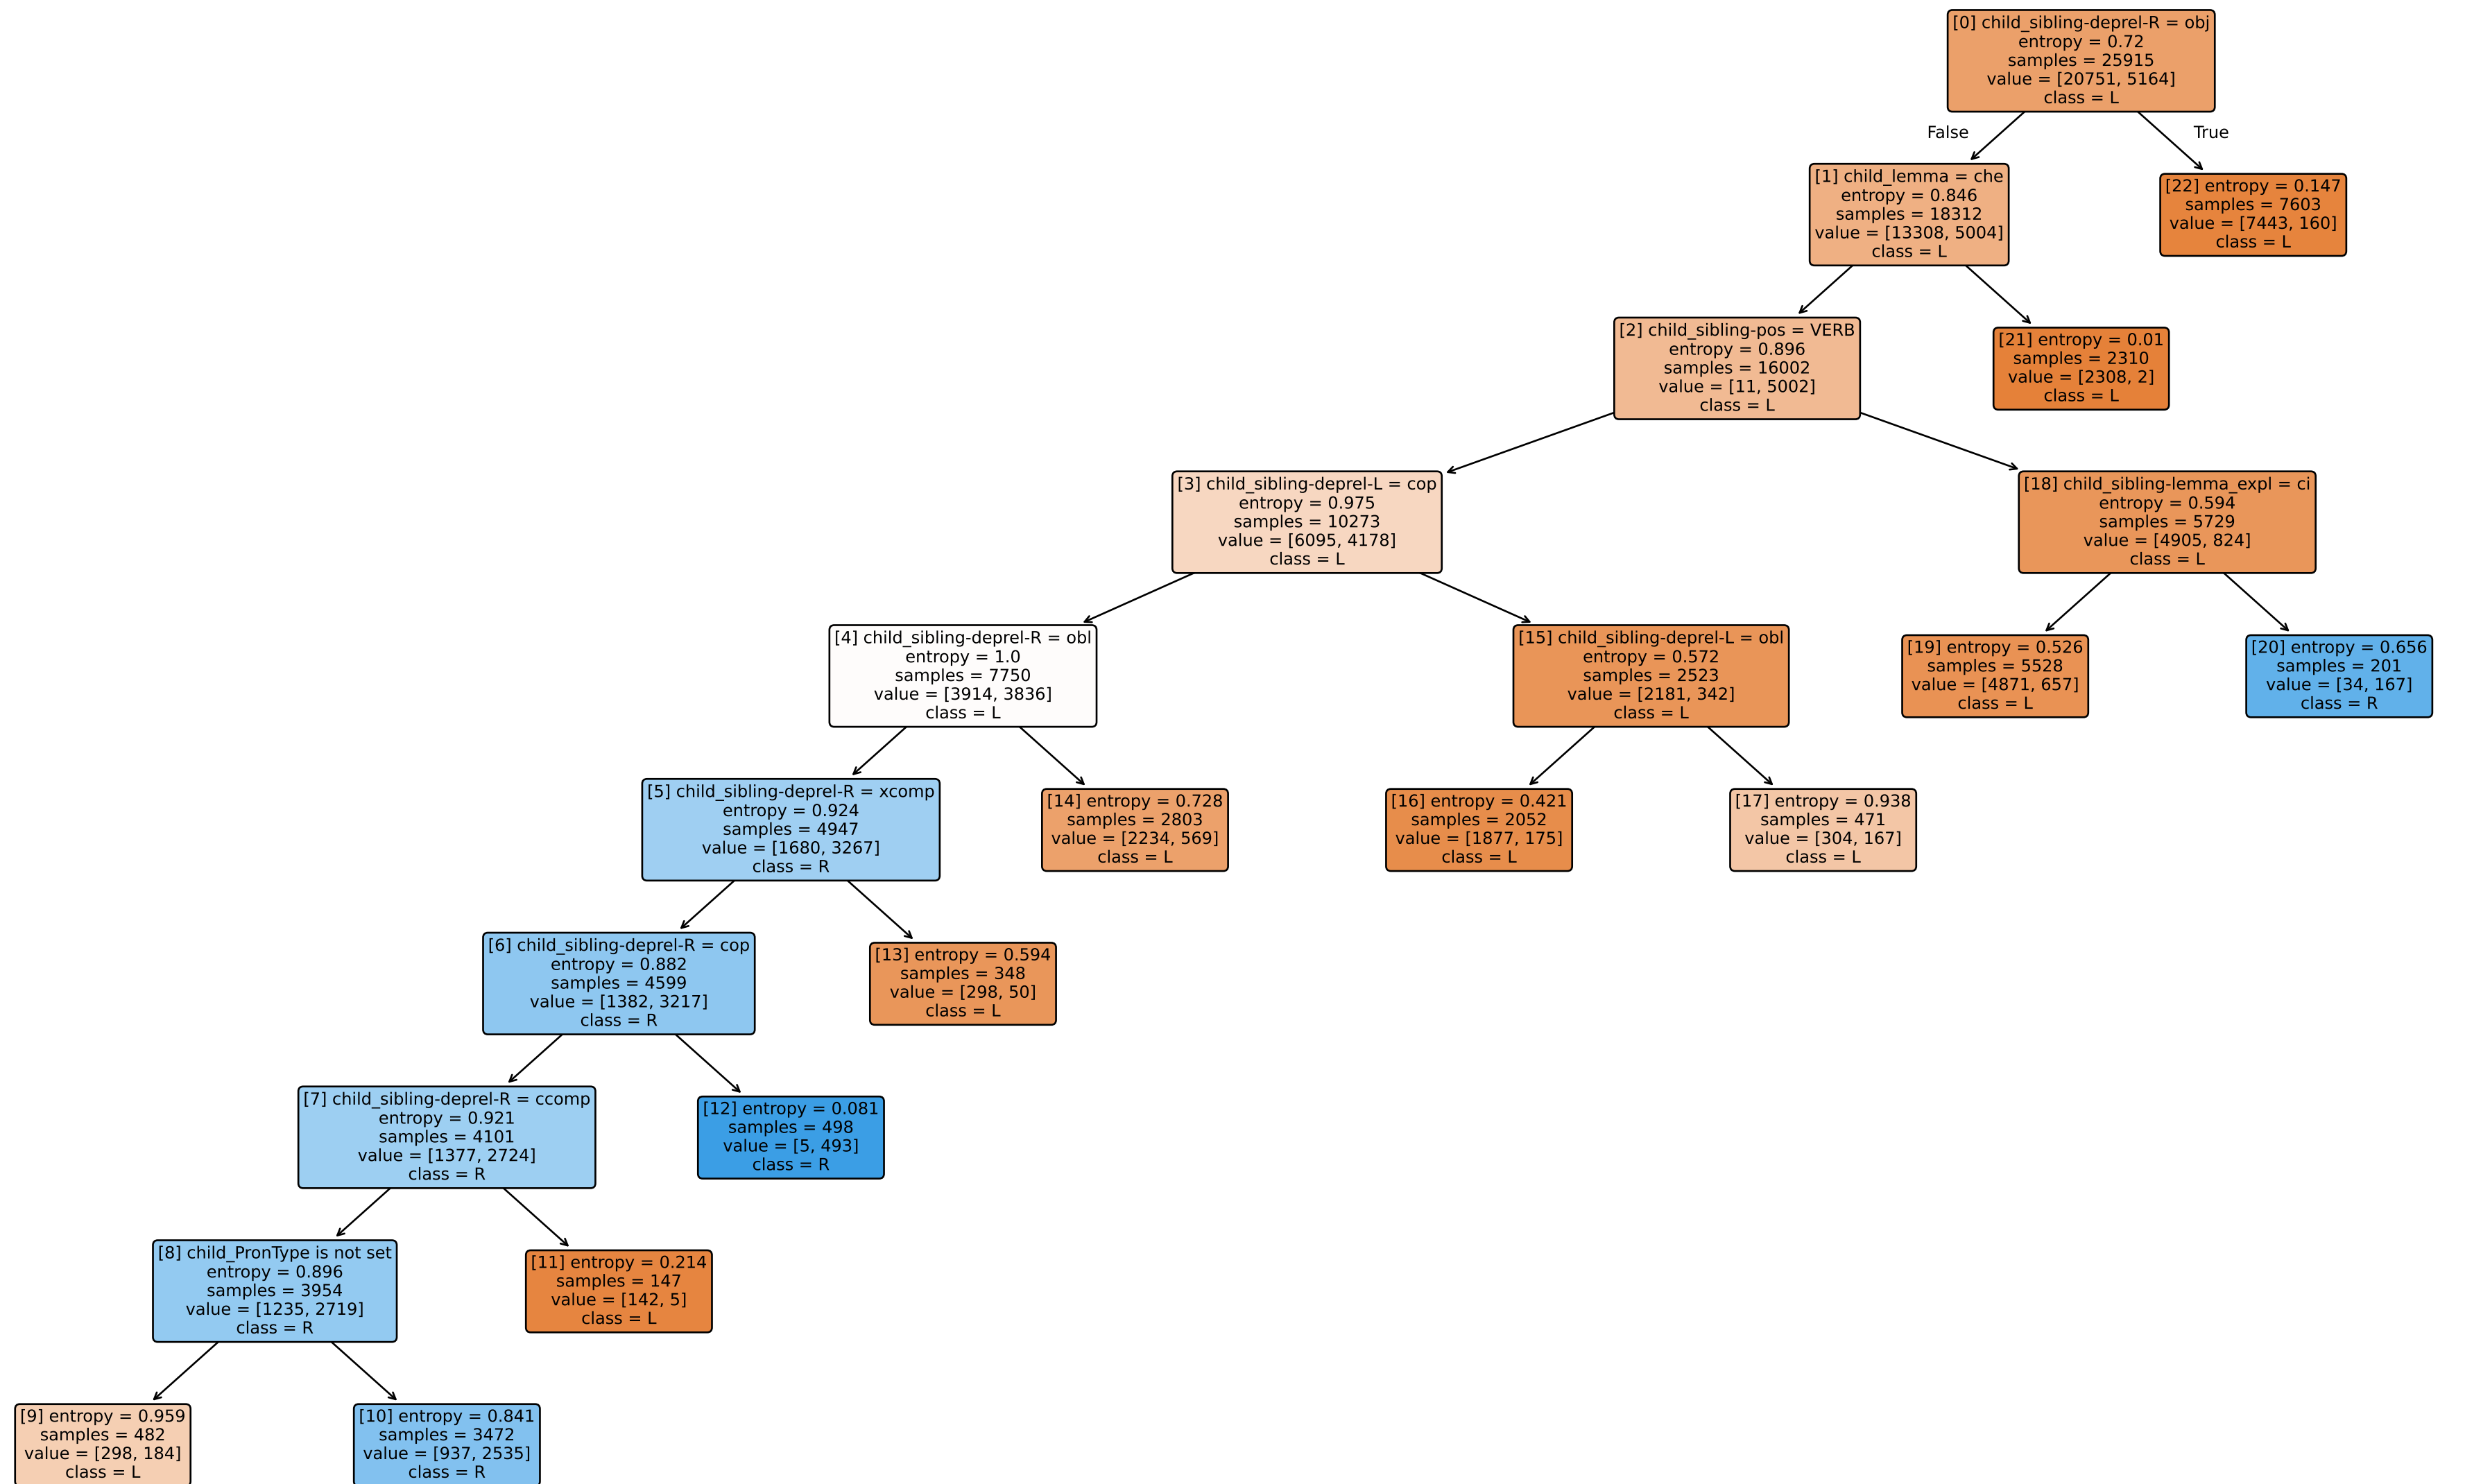 [0] child_sibling-deprel-R = obj
entropy = 0.72
samples = 25915
value = [20751, 5164]
class = L
False
True
[1] child_lemma = che
entropy = 0.846
samples = 18312
value = [13308, 5004]
class = L
[22] entropy = 0.147
samples = 7603
value = [7443, 160]
class = L
[2] child_sibling-pos = VERB
entropy = 0.896
samples = 16002
value = [11, 5002]
class = L
[21] entropy = 0.01
samples = 2310
value = [2308, 2]
class = L
[3] child_sibling-deprel-L = cop
entropy = 0.975
samples = 10273
value = [6095, 4178]
class = L
[18] child_sibling-lemma_expl = ci
entropy = 0.594
samples = 5729
value = [4905, 824]
class = L
[4] child_sibling-deprel-R = obl
entropy = 1.0
samples = 7750
value = [3914, 3836]
class = L
[15] child_sibling-deprel-L = obl
entropy = 0.572
samples = 2523
value = [2181, 342]
class = L
[19] entropy = 0.526
samples = 5528
value = [4871, 657]
class = L
[20] entropy = 0.656
samples = 201
value = [34, 167]
class = R
[5] child_sibling-deprel-R = xcomp
entropy = 0.924
samples = 4947
value = [1680, 3267]
class = R
[14] entropy = 0.728
samples = 2803
value = [2234, 569]
class = L
[16] entropy = 0.421
samples = 2052
value = [1877, 175]
class = L
[17] entropy = 0.938
samples = 471
value = [304, 167]
class = L
[6] child_sibling-deprel-R = cop
entropy = 0.882
samples = 4599
value = [1382, 3217]
class = R
[13] entropy = 0.594
samples = 348
value = [298, 50]
class = L
[7] child_sibling-deprel-R = ccomp
entropy = 0.921
samples = 4101
value = [1377, 2724]
class = R
[12] entropy = 0.081
samples = 498
value = [5, 493]
class = R
[8] child_PronType is not set
entropy = 0.896
samples = 3954
value = [1235, 2719]
class = R
[11] entropy = 0.214
samples = 147
value = [142, 5]
class = L
[9] entropy = 0.959
samples = 482
value = [298, 184]
class = L
[10] entropy = 0.841
samples = 3472
value = [937, 2535]
class = R